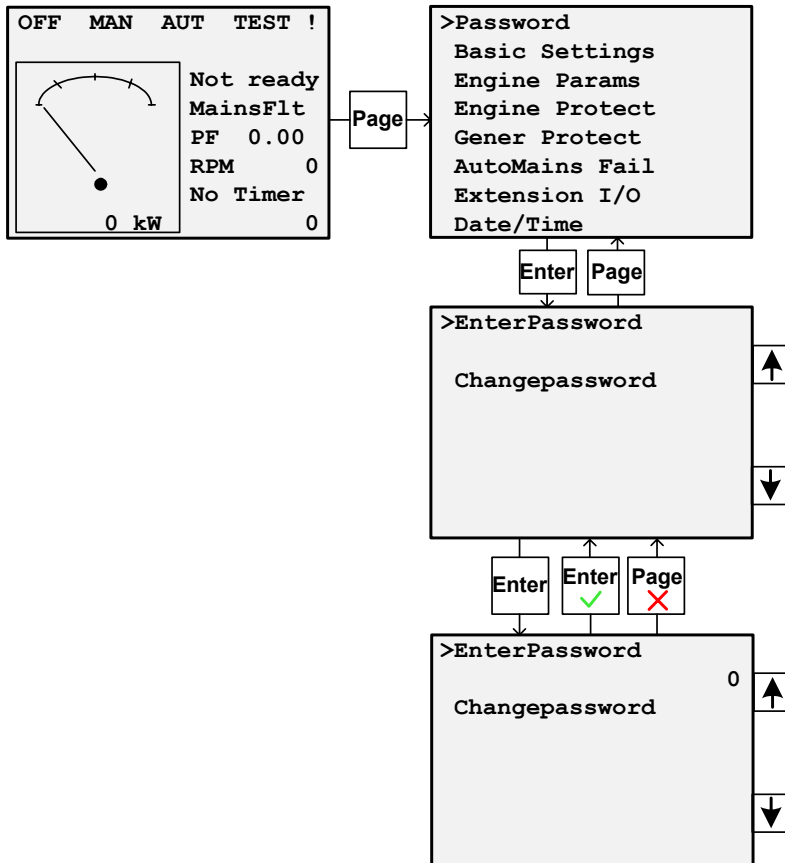 OFF MAN AUT TEST !
Not ready
MainsFlt
PF 0.00
RPM 0
No Timer
0 kW 0
Page
>Password
Basic Settings
Engine Params
Engine Protect
Gener Protect
AutoMains Fail
Extension I/O
Date/Time
Enter Page
>EnterPassword
Changepassword
Enter Enter Page
>EnterPassword
0
Changepassword